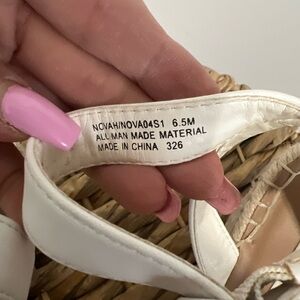 NOVAH/NOVA04S1 6.5M
ALL MAN MADE MATERIAL
MADE IN CHINA 326